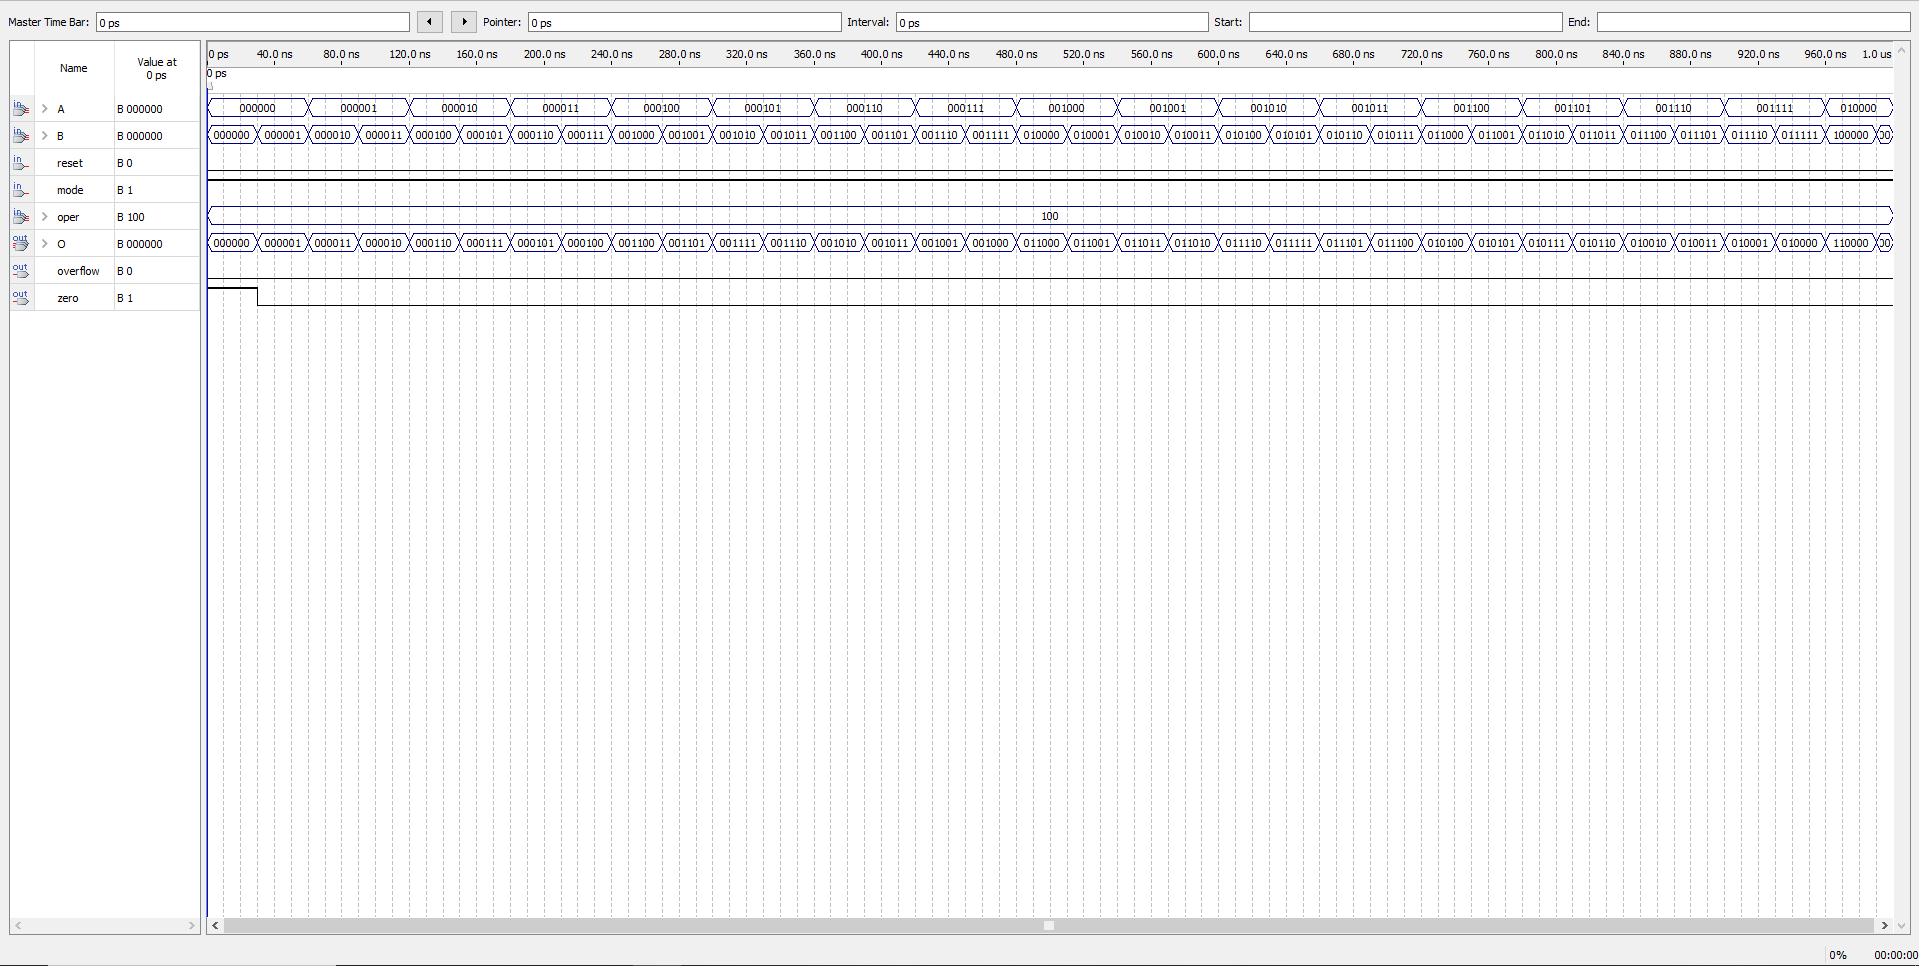 Master Time Bar: 0 ps Pointer: 0 ps Interval: 0 ps Start: End:
Name Value at 0 ps
0 ps 40.0 ns 80.0 ns 120.0 ns 160.0 ns 200.0 ns 240.0 ns 280.0 ns 320.0 ns 360.0 ns 400.0 ns 440.0 ns 480.0 ns 520.0 ns 560.0 ns 600.0 ns 640.0 ns 680.0 ns 720.0 ns 760.0 ns 800.0 ns 840.0 ns 880.0 ns 920.0 ns 960.0 ns 1.0 us
0 ps
in A B 000000 000000 000001 000010 000011 000100 000101 000110 000111 001000 001001 001010 001011 001100 001101 001110 001111 010000
in B B 000000 000000 000001 000010 000011 000100 000101 000110 000111 001000 001001 001010 001011 001100 001101 001110 001111 010000 010001 010010 010011 010100 010101 010110 010111 011000 011001 011010 011011 011100 011101 011110 011111 100000 00
in reset B 0
in mode B 1
in oper B 100 100
out O B 000000 000000 000001 000011 000010 000110 000111 000101 000100 001100 001101 001111 001110 001010 001011 001001 001000 011000 011001 011011 011010 011110 011111 011101 011100 010100 010101 010111 010110 010010 010011 010001 010000 110000 00
out overflow B 0
out zero B 1
0% 00:00:00